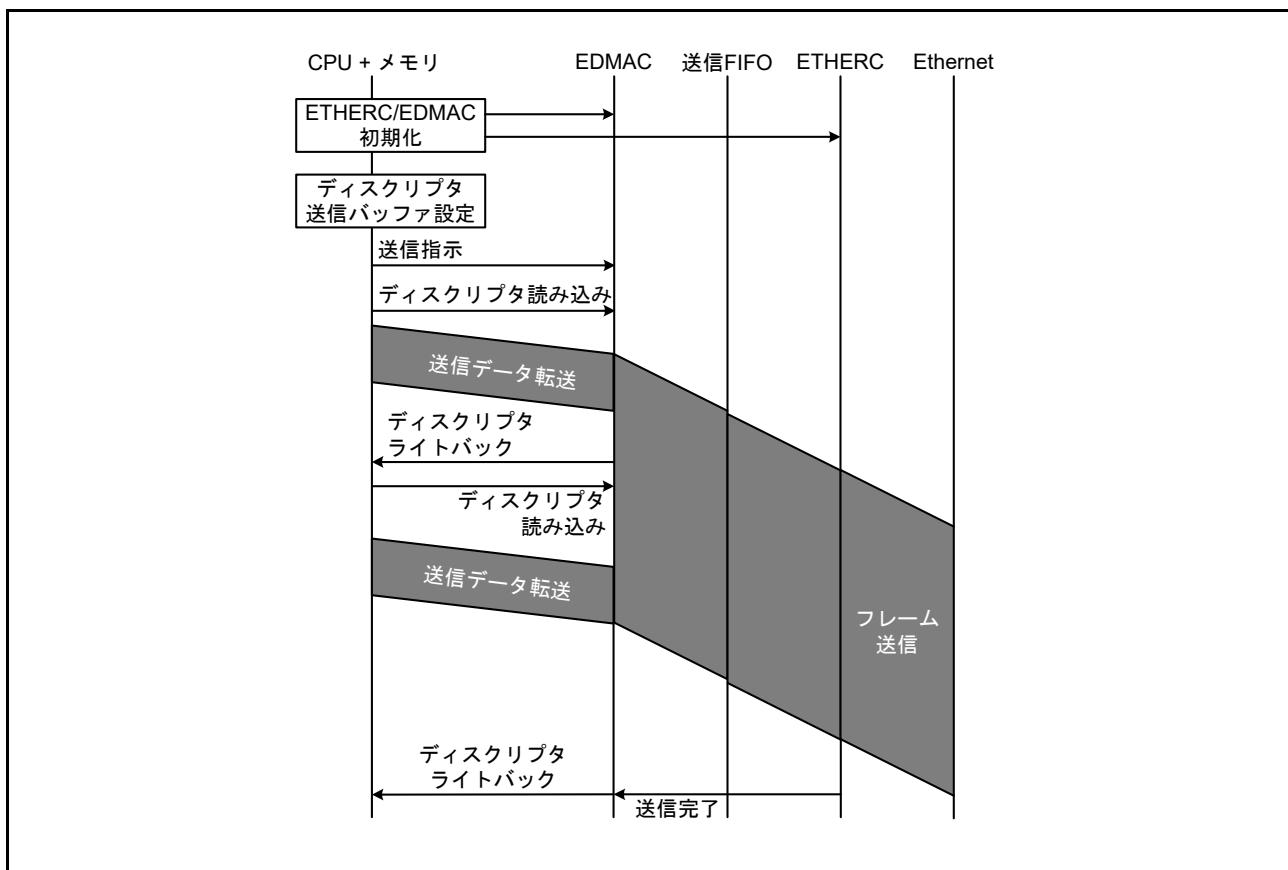 CPU + メモリ
EDMAC
送信FIFO
ETHERC
Ethernet
ETHERC/EDMAC
初期化
ディスクリプタ
送信バッファ設定
送信指示
ディスクリプタ読み込み
送信データ転送
ディスクリプタ
ライトバック
ディスクリプタ
読み込み
送信データ転送
フレーム
送信
ディスクリプタ
ライトバック
送信完了